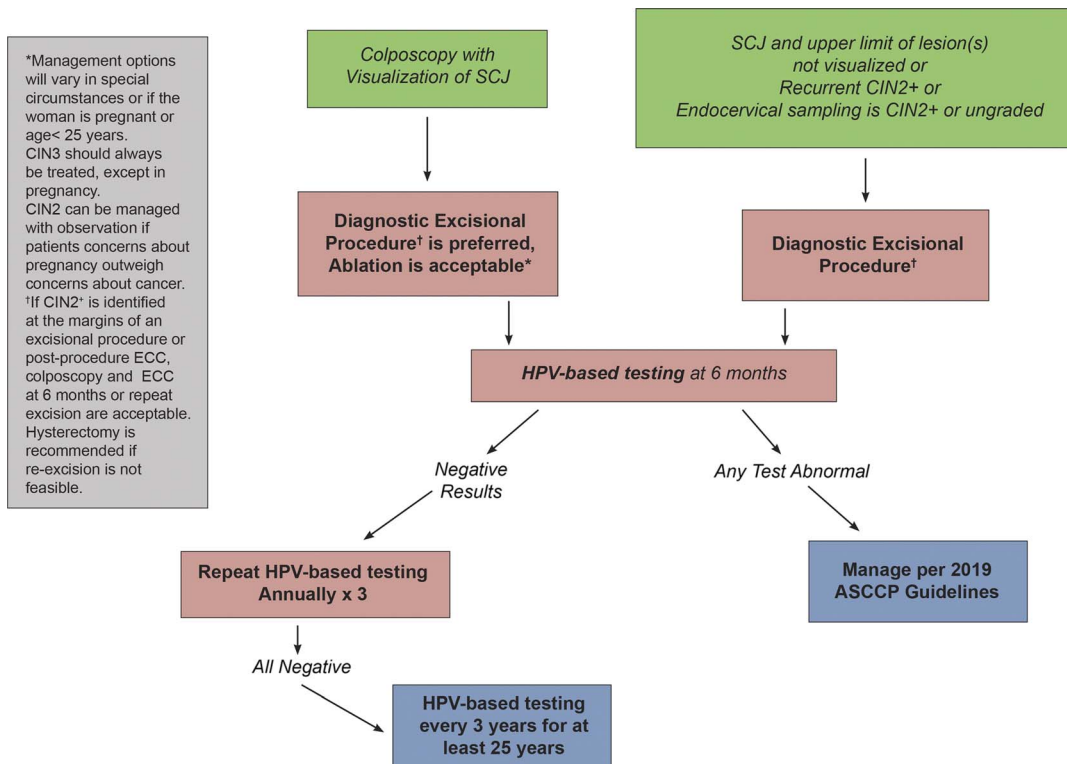 *Management options
will vary in special
circumstances or if the
woman is pregnant or
age< 25 years.
CIN3 should always
be treated, except in
pregnancy.
CIN2 can be managed
with observation if
patients concerns about
pregnancy outweigh
concerns about cancer.
†If CIN2⁺ is identified
at the margins of an
excisional procedure or
post-procedure ECC,
colposcopy and ECC
at 6 months or repeat
excision are acceptable.
Hysterectomy is
recommended if
re-excision is not
feasible.
Colposcopy with
Visualization of SCJ
SCJ and upper limit of lesion(s)
not visualized or
Recurrent CIN2+ or
Endocervical sampling is CIN2+ or ungraded
Diagnostic Excisional
Procedure† is preferred,
Ablation is acceptable*
Diagnostic Excisional
Procedure†
HPV-based testing at 6 months
Negative
Results
Any Test Abnormal
Repeat HPV-based testing
Annually x 3
Manage per 2019
ASCCP Guidelines
All Negative
HPV-based testing
every 3 years for at
least 25 years